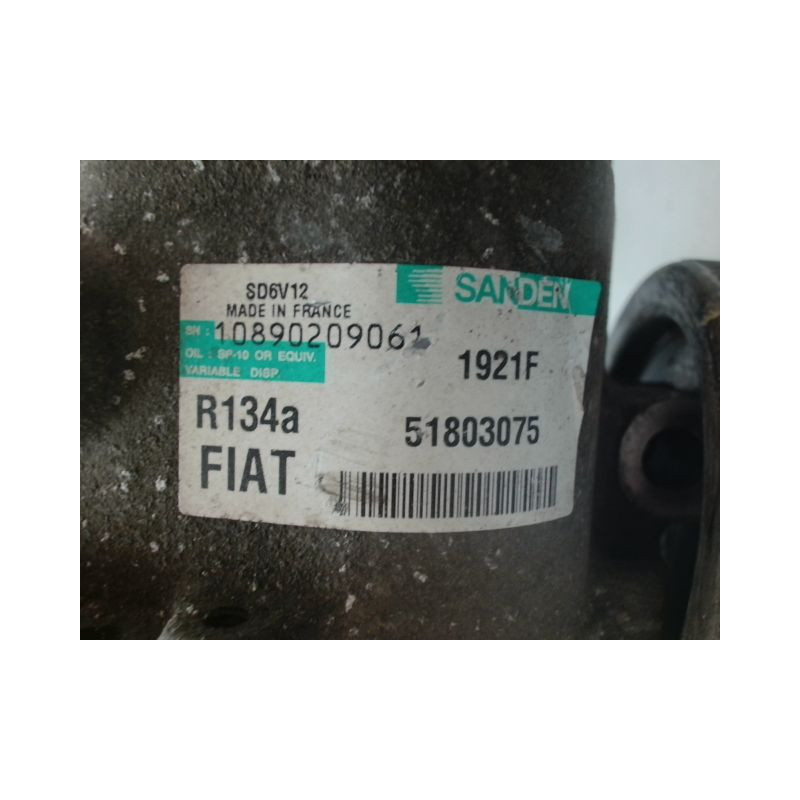 SD6V12
MADE IN FRANCE
SANDEN
SN : 10890209061
OIL : SP-10 OR EQUIV.
VARIABLE DISP.
1921F
R134a
51803075
FIAT